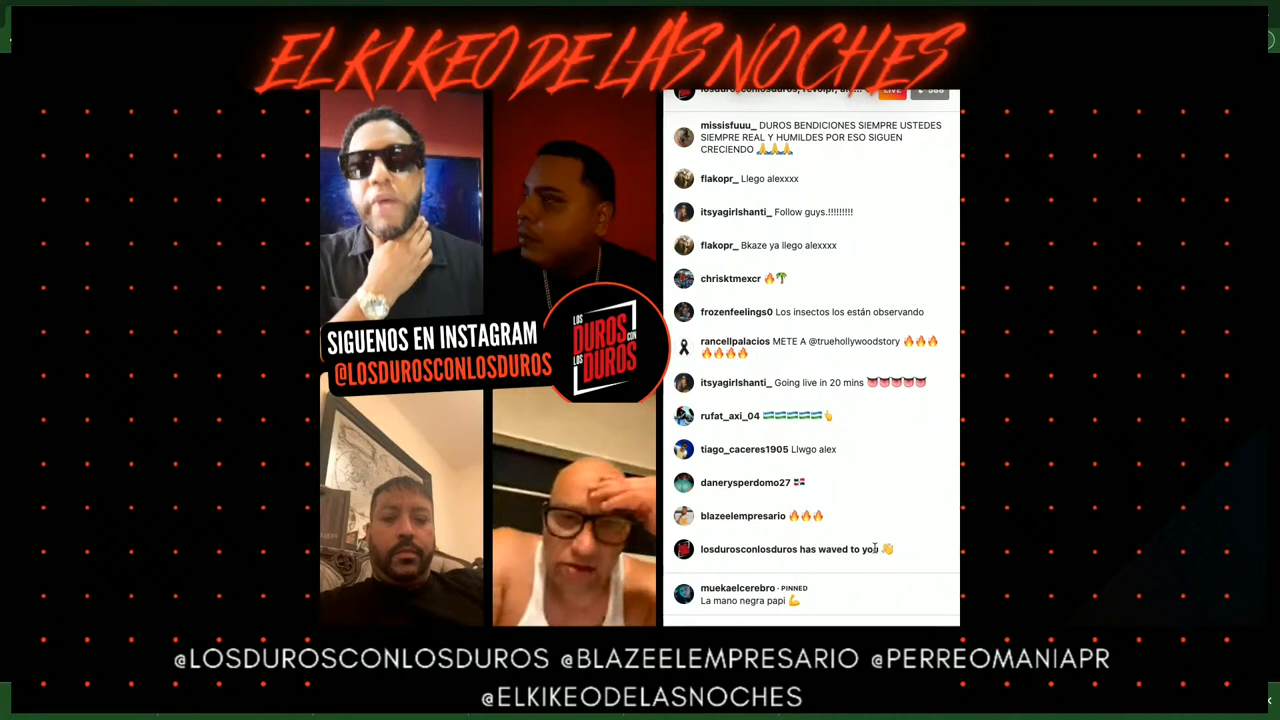 EL KIKEO DE LAS NOCHES
LIVE
588
missisfuuu_ DUROS BENDICIONES SIEMPRE USTEDES
SIEMPRE REAL Y HUMILDES POR ESO SIGUEN
CRECIENDO 🙏🙏🙏
flakopr_ Llego alexxxx
itsyagirlshanti_ Follow guys.!!!!!!!!!
flakopr_ Bkaze ya llego alexxxx
chrisktmexcr 🔥🌴
frozenfeelings0 Los insectos los están observando
rancellpalacios METE A @truehollywoodstory 🔥🔥🔥
🔥🔥🔥🔥
itsyagirlshanti_ Going live in 20 mins 👅👅👅👅👅
rufat_axi_04 🇺🇿🇺🇿🇺🇿🇺🇿🇺🇿👆
tiago_caceres1905 Llwgo alex
danerysperdomo27 🇩🇴
blazeelempresario 🔥🔥🔥
losdurosconlosduros has waved to you 👋
muekaelcerebro · PINNED
La mano negra papi 💪
SIGUENOS EN INSTAGRAM
@LOSDUROSCONLOSDUROS
LOS
DUROS
CON
LOS
DUROS
@LOSDUROSCONLOSDUROS @BLAZEELEMPRESARIO @PERREOMANIAPR
@ELKIKEODELASNOCHES